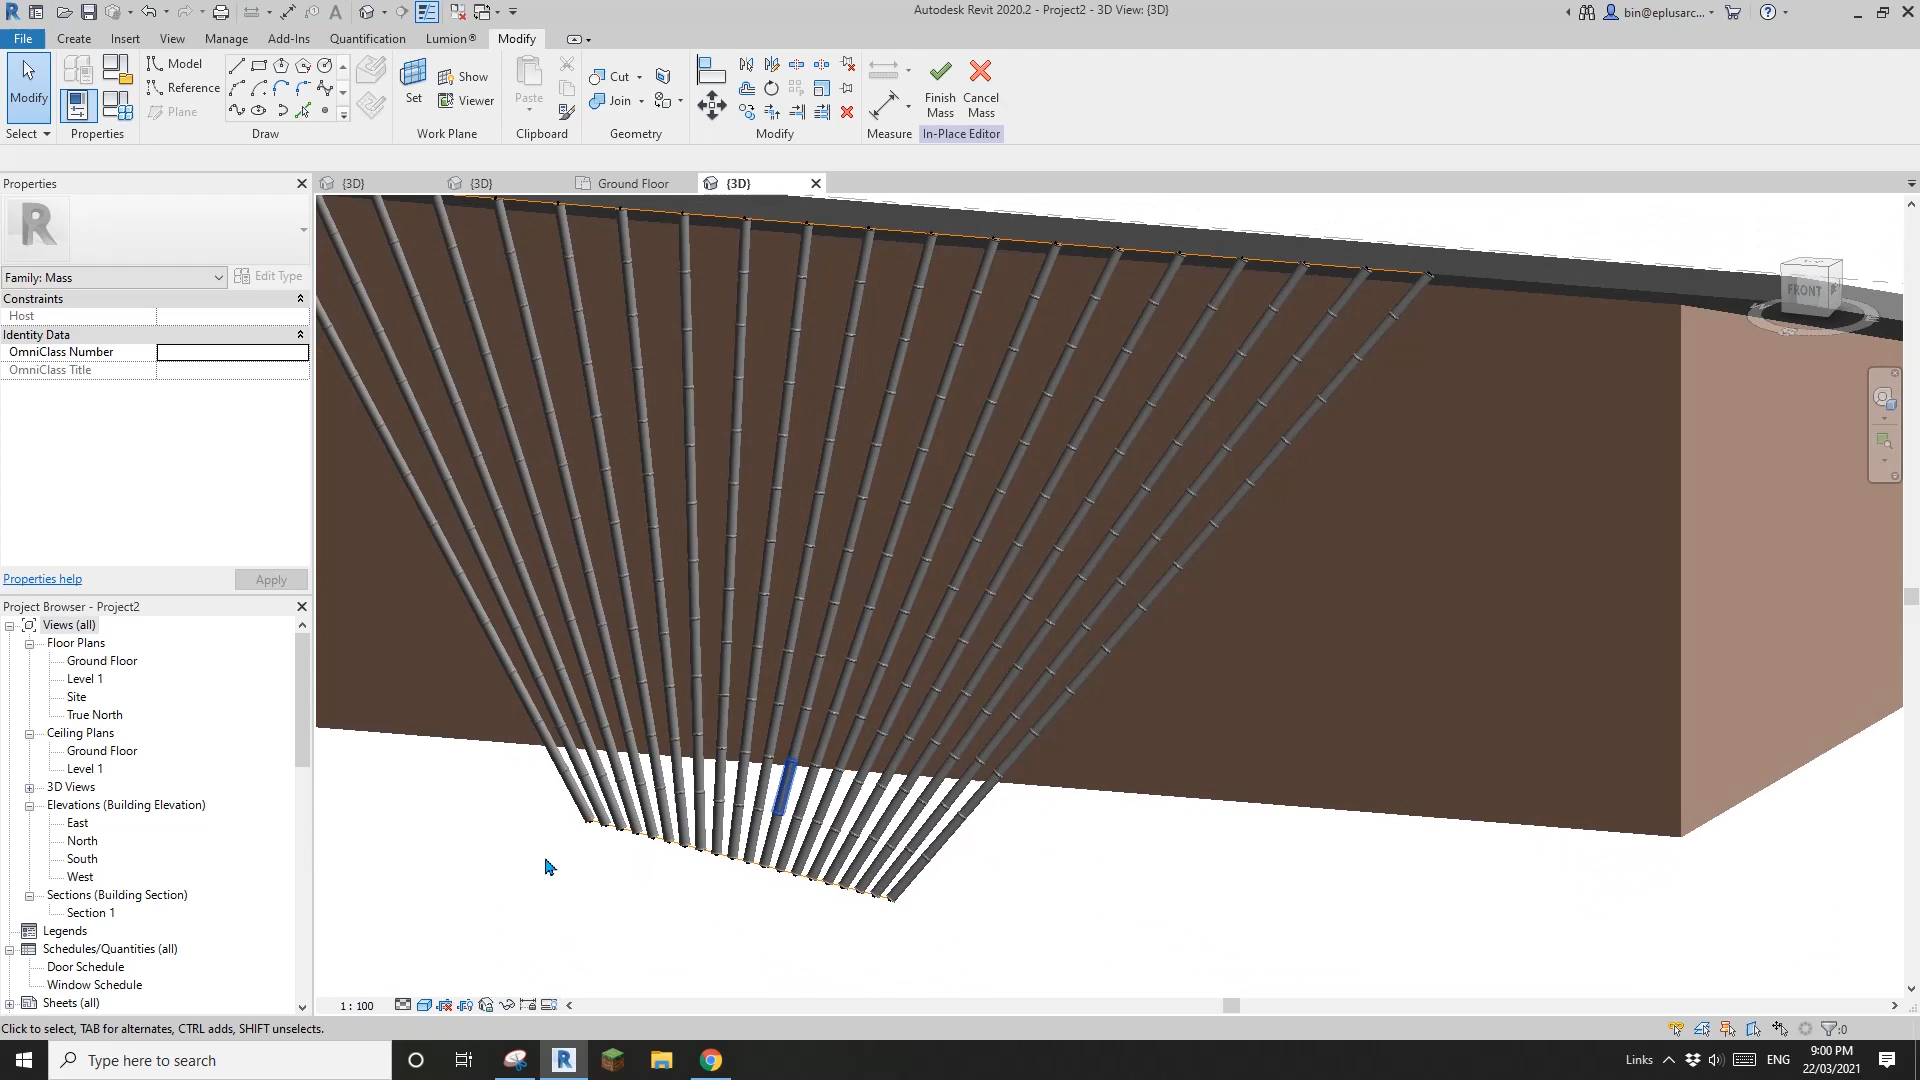 Autodesk Revit 2020.2 - Project2 - 3D View: {3D}
bin@eplusarc...
File Create Insert View Manage Add-Ins Quantification Lumion® Modify
Modify
Select
Properties
Model
Reference
Plane
Draw
Set
Show
Viewer
Work Plane
Paste
Clipboard
Cut
Join
Geometry
Modify
Measure
Finish Mass
Cancel Mass
In-Place Editor
Properties
{3D}
{3D}
Ground Floor
{3D}
R
Family: Mass
Edit Type
Constraints
Host
Identity Data
OmniClass Number
OmniClass Title
Properties help
Apply
FRONT
Project Browser - Project2
Views (all)
Floor Plans
Ground Floor
Level 1
Site
True North
Ceiling Plans
Ground Floor
Level 1
3D Views
Elevations (Building Elevation)
East
North
South
West
Sections (Building Section)
Section 1
Legends
Schedules/Quantities (all)
Door Schedule
Window Schedule
Sheets (all)
1 : 100
Click to select, TAB for alternates, CTRL adds, SHIFT unselects.
:0
Type here to search
Links
ENG
9:00 PM
22/03/2021